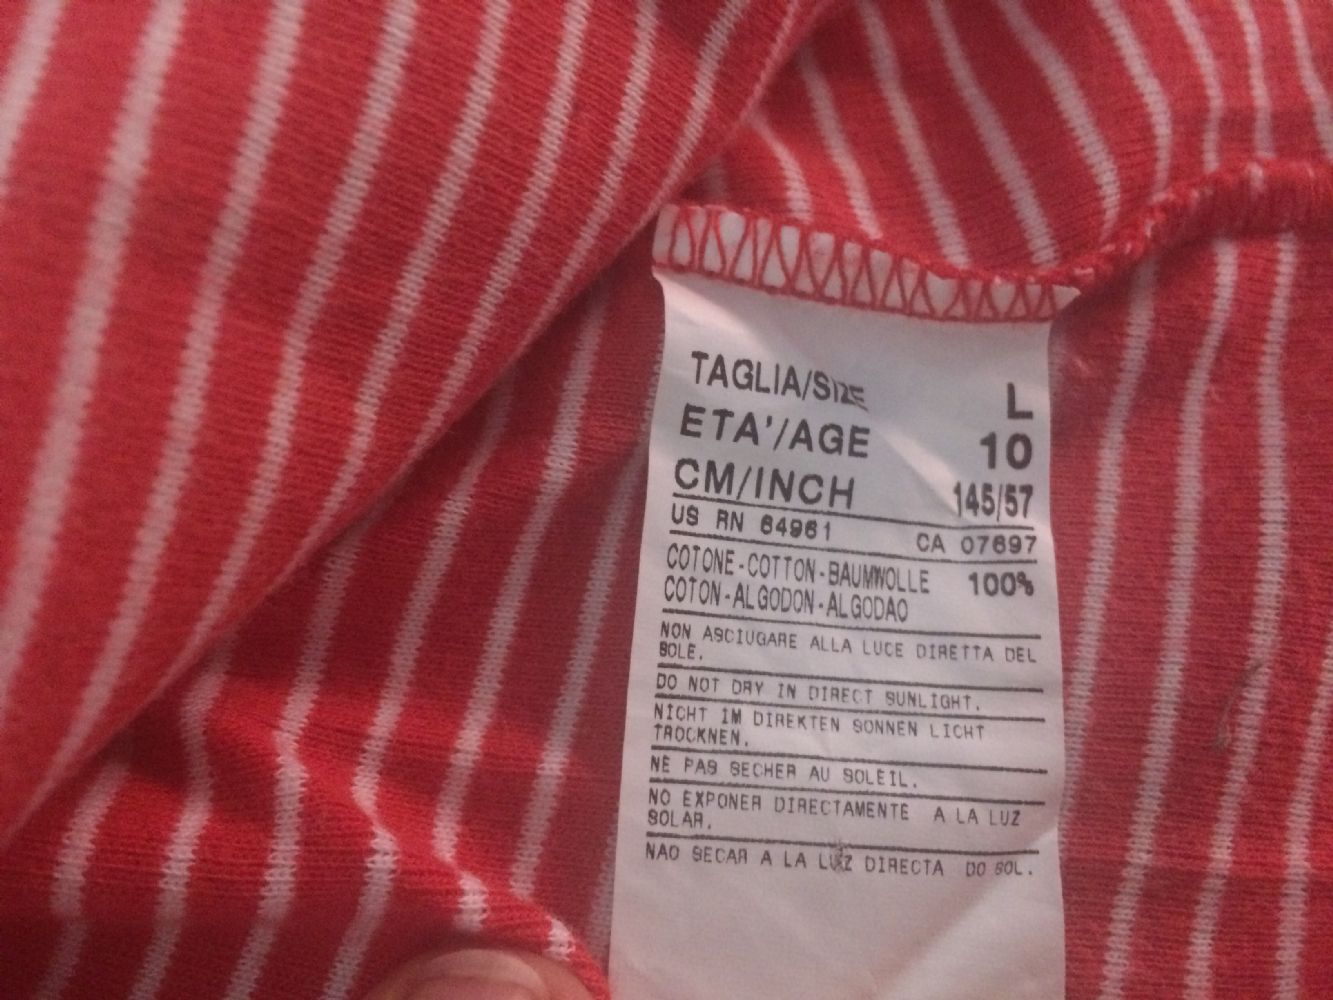 TAGLIA/SIZE L
ETA'/AGE 10
CM/INCH 145/57
US RN 64961 CA 07697
COTONE-COTTON-BAUMWOLLE 100%
COTON-ALGODON-ALGODAO
NON ASCIUGARE ALLA LUCE DIRETTA DEL
SOLE.
DO NOT DRY IN DIRECT SUNLIGHT.
NICHT IM DIREKTEN SONNEN LICHT
TROCKNEN.
NE PAS SECHER AU SOLEIL.
NO EXPONER DIRECTAMENTE A LA LUZ
SOLAR.
NAO SECAR A LA LUZ DIRECTA DO SOL.